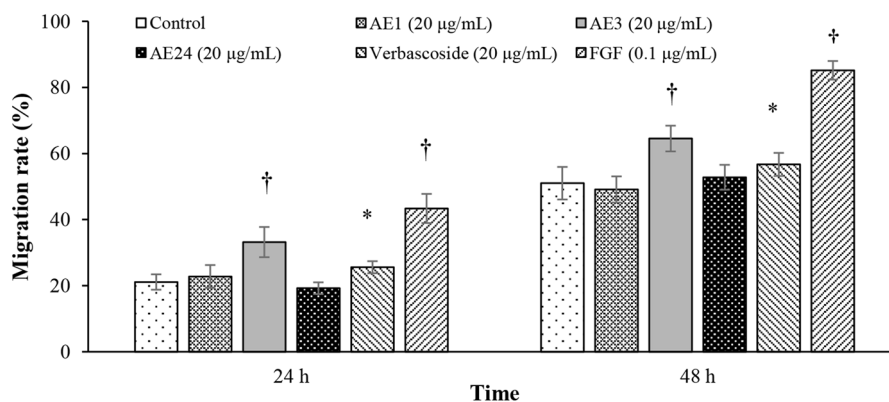 100
80
60
40
20
0
Migration rate (%)
Control
AE1 (20 µg/mL)
AE3 (20 µg/mL)
AE24 (20 µg/mL)
Verbascoside (20 µg/mL)
FGF (0.1 µg/mL)
†
*
†
†
*
†
24 h
48 h
Time